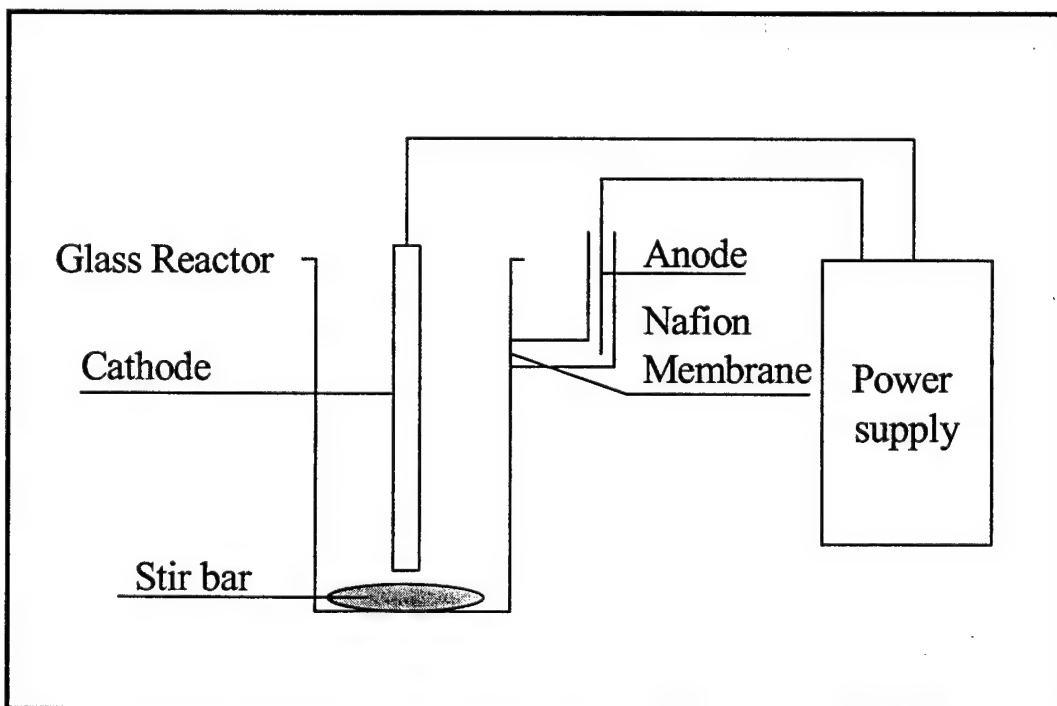 Glass Reactor
Anode
Nafion
Membrane
Cathode
Power
supply
Stir bar